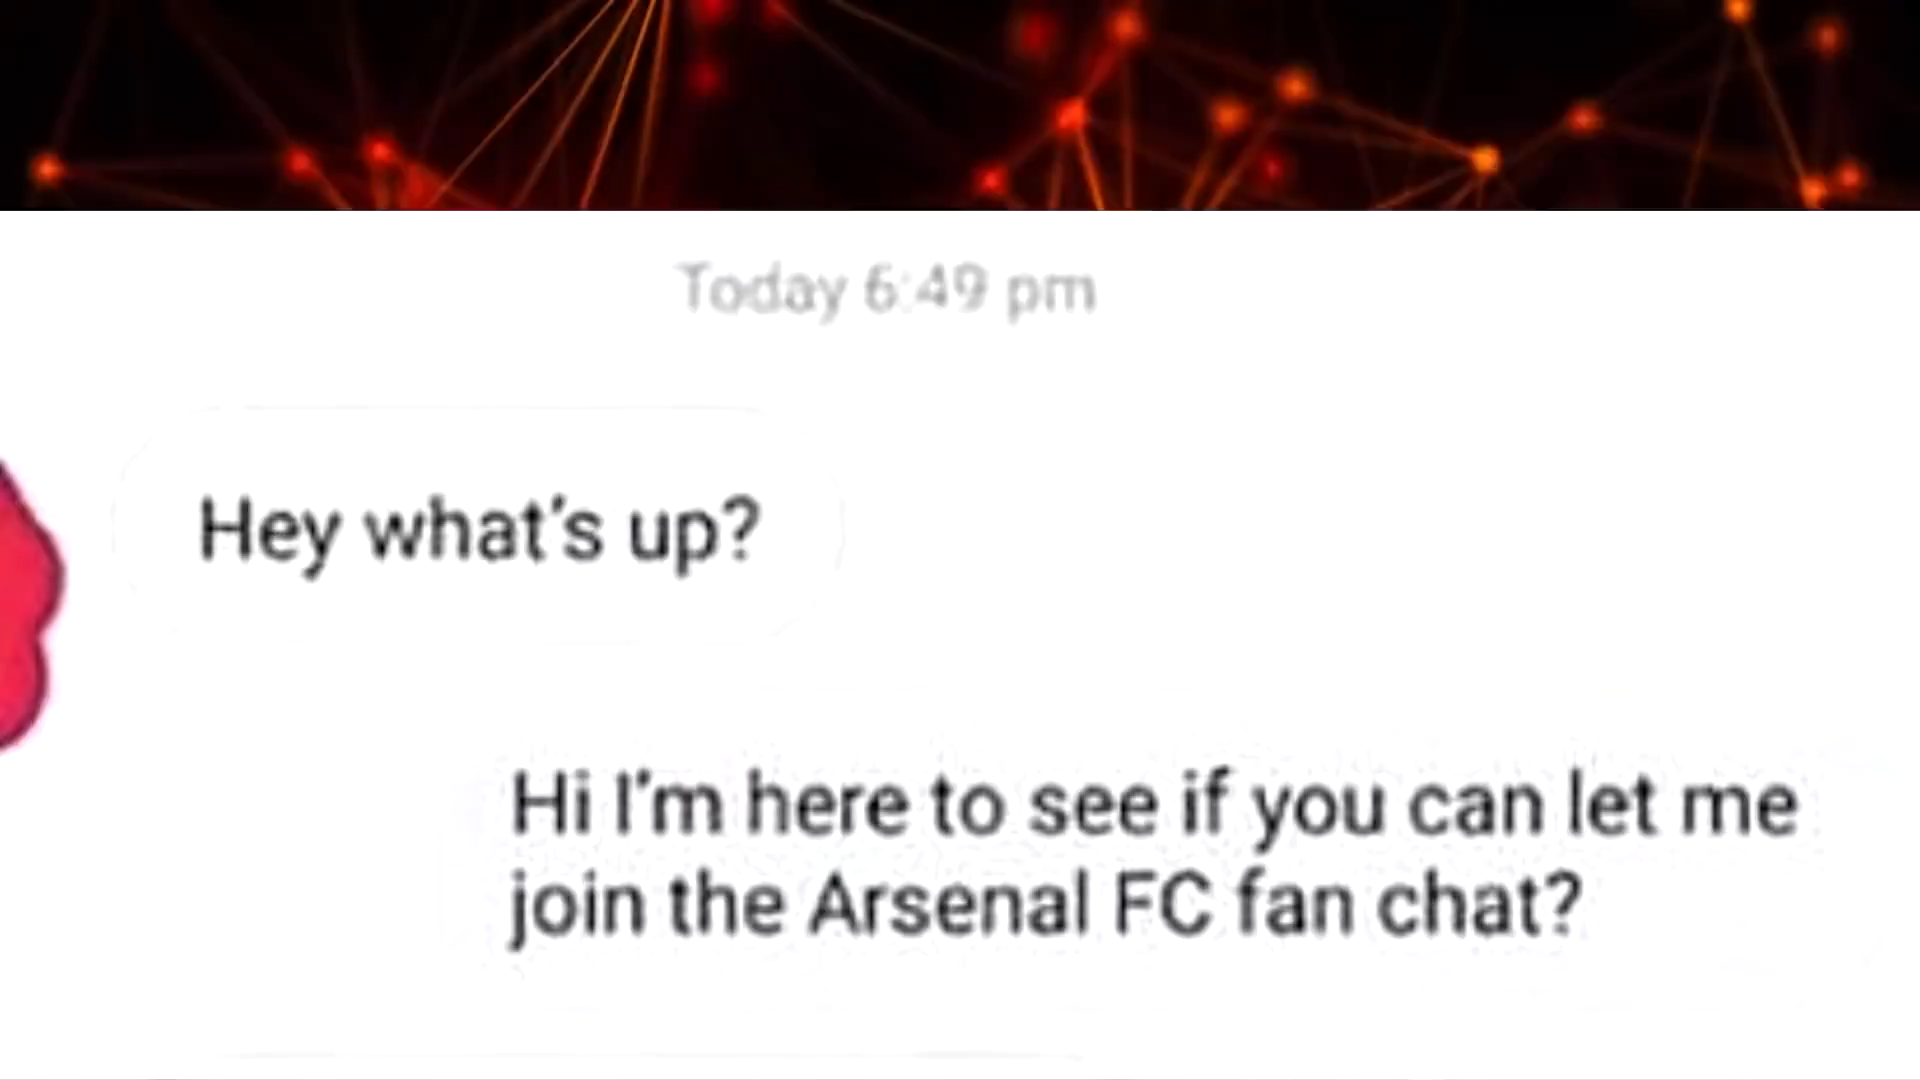 Today 6:49 pm
Hey what's up?
Hi I'm here to see if you can let me
join the Arsenal FC fan chat?